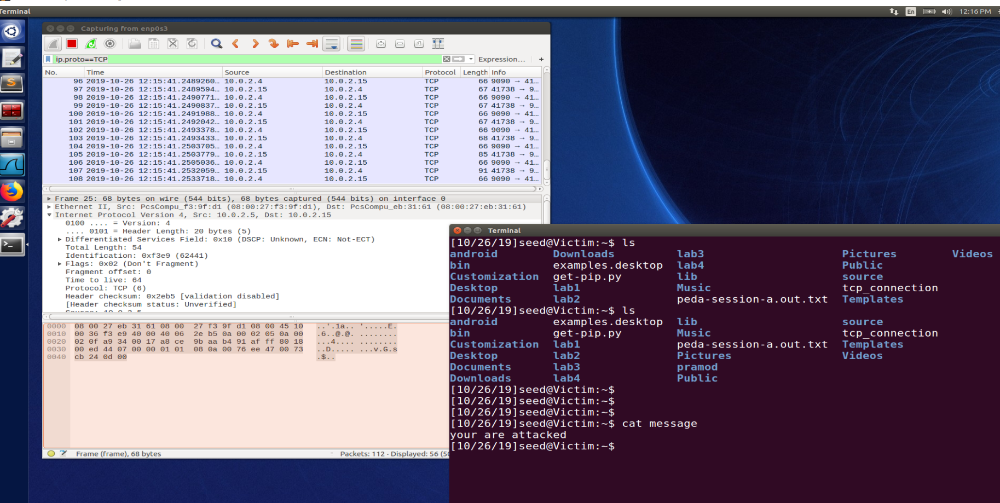 Terminal
En
12:16 PM
Capturing from enp0s3
ip.proto==TCP
Expression...
+
No. Time Source Destination Protocol Length Info
96 2019-10-26 12:15:41.2489260… 10.0.2.4 10.0.2.15 TCP 66 9090 → 41…
97 2019-10-26 12:15:41.2489594… 10.0.2.15 10.0.2.4 TCP 67 41738 → 9…
98 2019-10-26 12:15:41.2490771… 10.0.2.4 10.0.2.15 TCP 66 9090 → 41…
99 2019-10-26 12:15:41.2490837… 10.0.2.15 10.0.2.4 TCP 67 41738 → 9…
100 2019-10-26 12:15:41.2491988… 10.0.2.4 10.0.2.15 TCP 66 9090 → 41…
101 2019-10-26 12:15:41.2492042… 10.0.2.15 10.0.2.4 TCP 67 41738 → 9…
102 2019-10-26 12:15:41.2493378… 10.0.2.4 10.0.2.15 TCP 66 9090 → 41…
103 2019-10-26 12:15:41.2493433… 10.0.2.15 10.0.2.4 TCP 68 41738 → 9…
104 2019-10-26 12:15:41.2503705… 10.0.2.4 10.0.2.15 TCP 66 9090 → 41…
105 2019-10-26 12:15:41.2503779… 10.0.2.15 10.0.2.4 TCP 85 41738 → 9…
106 2019-10-26 12:15:41.2505036… 10.0.2.4 10.0.2.15 TCP 66 9090 → 41…
107 2019-10-26 12:15:41.2532059… 10.0.2.15 10.0.2.4 TCP 91 41738 → 9…
108 2019-10-26 12:15:41.2533718… 10.0.2.4 10.0.2.15 TCP 66 9090 → 41…
Frame 25: 68 bytes on wire (544 bits), 68 bytes captured (544 bits) on interface 0
Ethernet II, Src: PcsCompu_f3:9f:d1 (08:00:27:f3:9f:d1), Dst: PcsCompu_eb:31:61 (08:00:27:eb:31:61)
Internet Protocol Version 4, Src: 10.0.2.5, Dst: 10.0.2.15
0100 .... = Version: 4
.... 0101 = Header Length: 20 bytes (5)
Differentiated Services Field: 0x10 (DSCP: Unknown, ECN: Not-ECT)
Total Length: 54
Identification: 0xf3e9 (62441)
Flags: 0x02 (Don't Fragment)
Fragment offset: 0
Time to live: 64
Protocol: TCP (6)
Header checksum: 0x2eb5 [validation disabled]
[Header checksum status: Unverified]
Source: 10.0.2.5
0000 08 00 27 eb 31 61 08 00 27 f3 9f d1 08 00 45 10 ..'.1a.. '.....E.
0010 00 36 f3 e9 40 00 40 06 2e b5 0a 00 02 05 0a 00 .6..@.@. ........
0020 02 0f a9 34 00 17 a8 ce 9b aa b4 91 af ff 80 18 ...4.... ........
0030 00 ed 44 07 00 00 01 01 08 0a 00 76 ee 47 00 73 ..D..... ...v.G.s
0040 cb 24 0d 00 .$..
Frame (frame), 68 bytes
Packets: 112 · Displayed: 56 (50
Terminal
[10/26/19]seed@Victim:~$ ls
android Downloads lab3 Pictures Videos
bin examples.desktop lab4 Public
Customization get-pip.py lib source
Desktop lab1 Music tcp_connection
Documents lab2 peda-session-a.out.txt Templates
[10/26/19]seed@Victim:~$ ls
android examples.desktop lib source
bin get-pip.py Music tcp_connection
Customization lab1 peda-session-a.out.txt Templates
Desktop lab2 Pictures Videos
Documents lab3 pramod
Downloads lab4 Public
[10/26/19]seed@Victim:~$
[10/26/19]seed@Victim:~$
[10/26/19]seed@Victim:~$
[10/26/19]seed@Victim:~$ cat message
your are attacked
[10/26/19]seed@Victim:~$